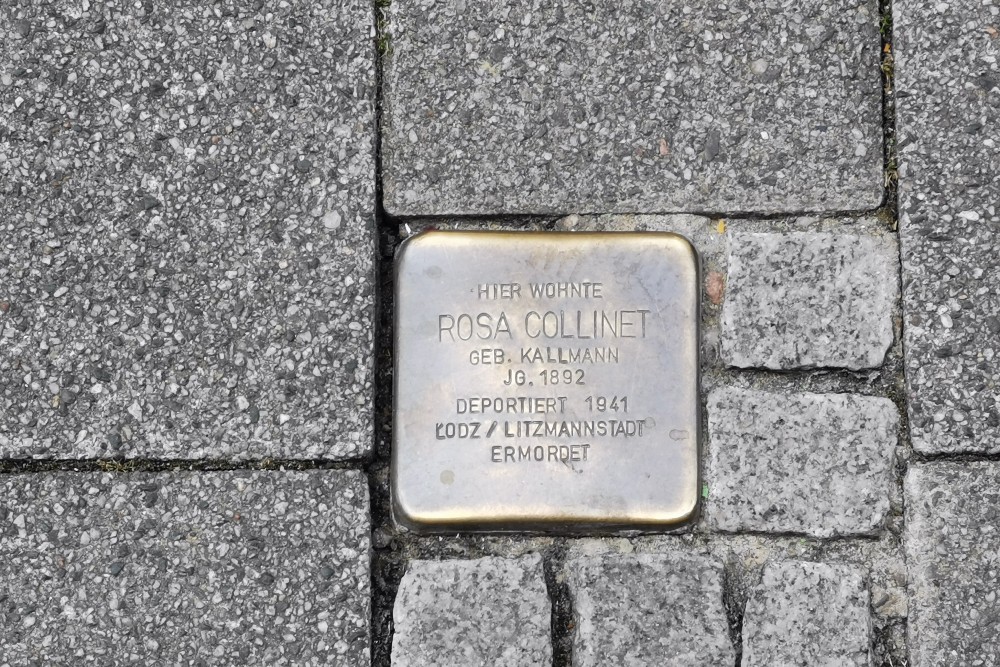 HIER WOHNTE
ROSA COLLINET
GEB. KALLMANN
JG. 1892
DEPORTIERT 1941
ŁODZ / LITZMANNSTADT
ERMORDET